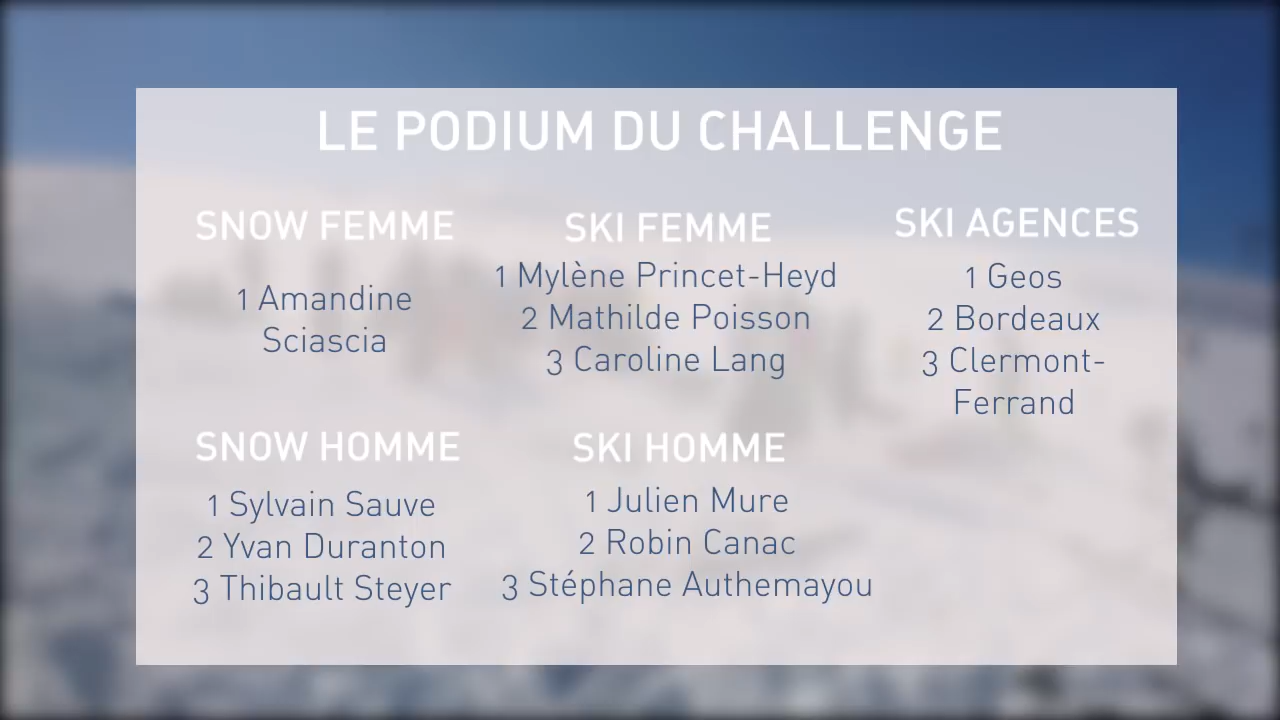 LE PODIUM DU CHALLENGE
SNOW FEMME
1 Amandine
Sciascia
SKI FEMME
1 Mylène Princet-Heyd
2 Mathilde Poisson
3 Caroline Lang
SKI AGENCES
1 Geos
2 Bordeaux
3 Clermont-
Ferrand
SNOW HOMME
1 Sylvain Sauve
2 Yvan Duranton
3 Thibault Steyer
SKI HOMME
1 Julien Mure
2 Robin Canac
3 Stéphane Authemayou